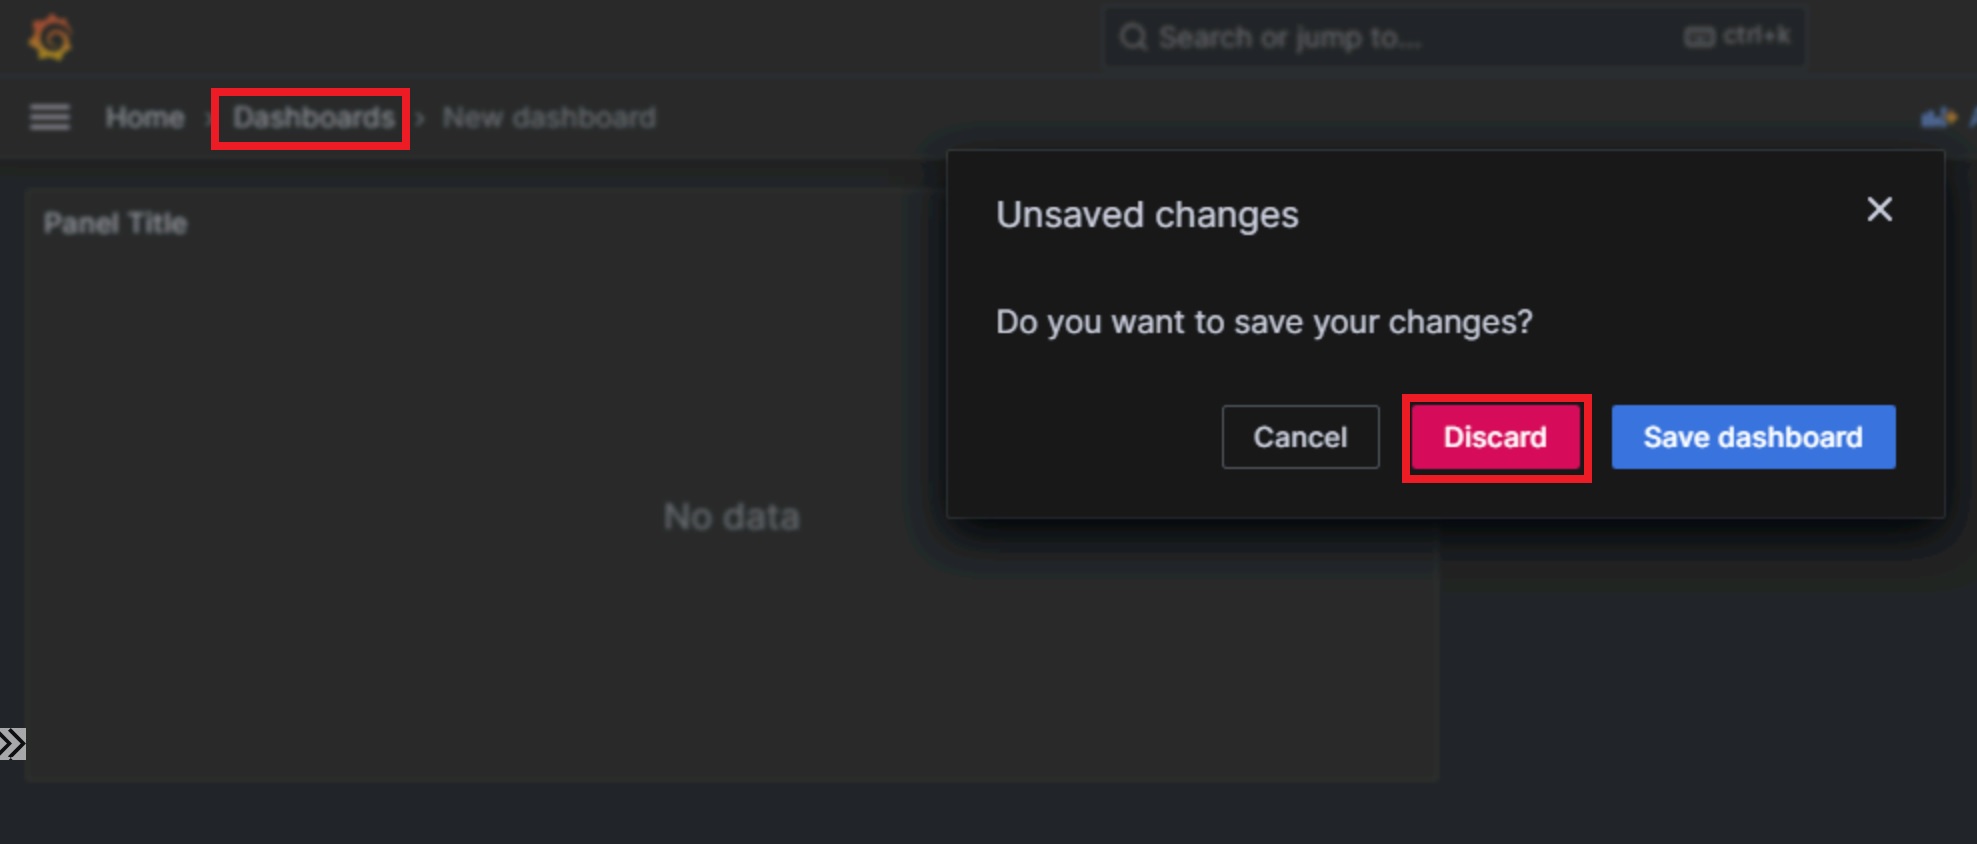 Search or jump to...
ctrl+k
Home › Dashboards › New dashboard
Panel Title
No data
Unsaved changes
Do you want to save your changes?
Cancel
Discard
Save dashboard